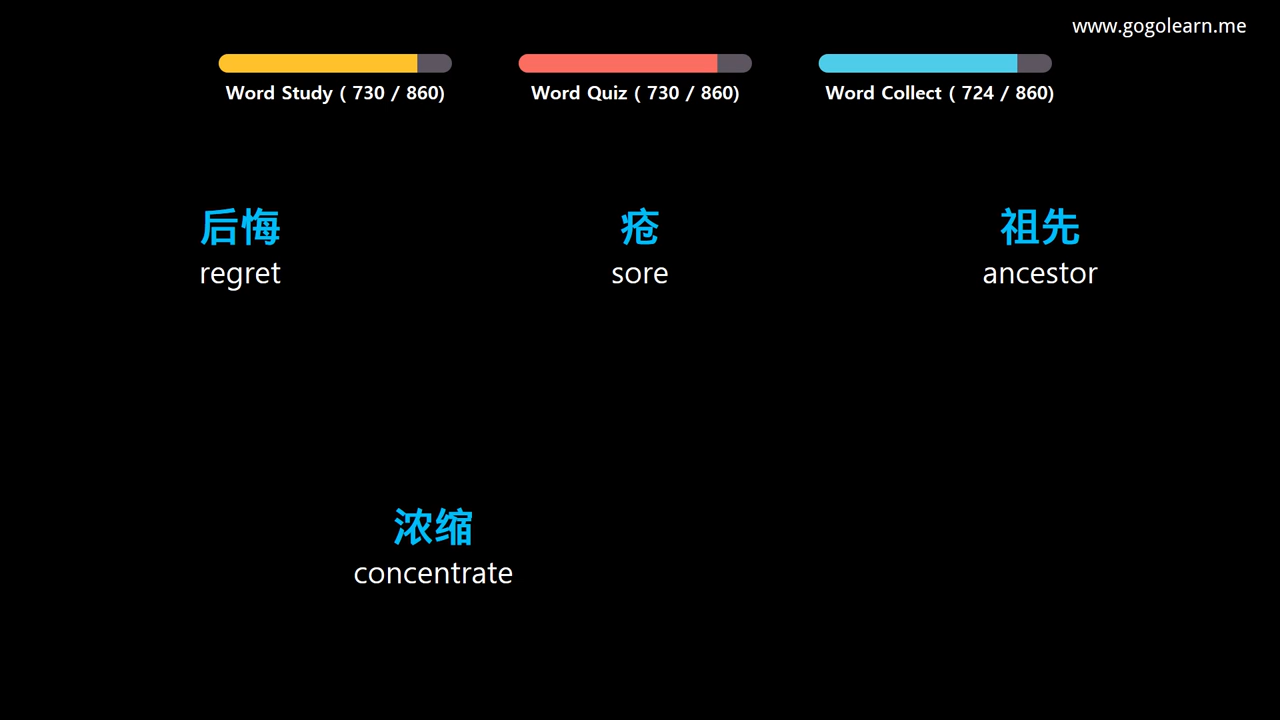 www.gogolearn.me
Word Study ( 730 / 860)
Word Quiz ( 730 / 860)
Word Collect ( 724 / 860)
后悔
regret
疮
sore
祖先
ancestor
浓缩
concentrate